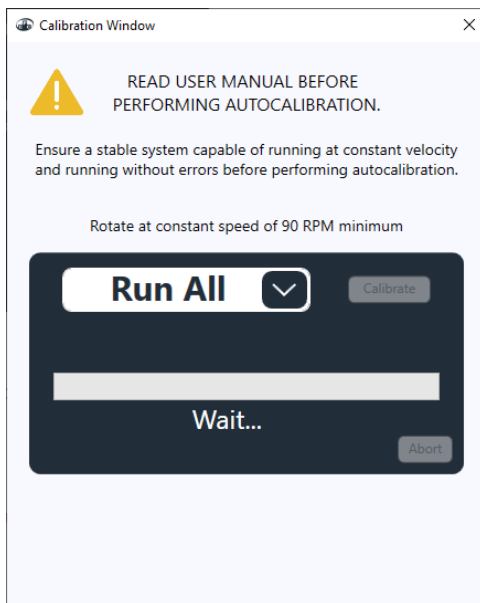 Calibration Window
READ USER MANUAL BEFORE
PERFORMING AUTOCALIBRATION.
Ensure a stable system capable of running at constant velocity
and running without errors before performing autocalibration.
Rotate at constant speed of 90 RPM minimum
Run All
Calibrate
Wait...
Abort